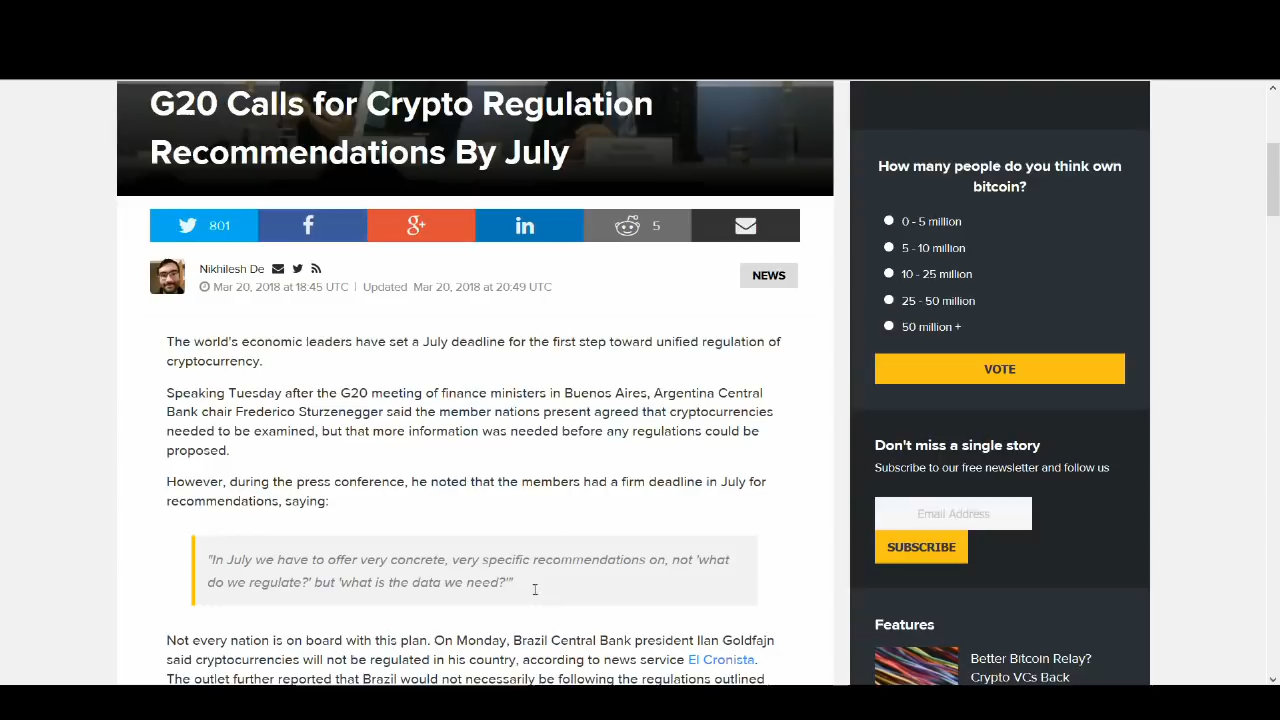 G20 Calls for Crypto Regulation
Recommendations By July
801
5
Nikhilesh De
Mar 20, 2018 at 18:45 UTC | Updated Mar 20, 2018 at 20:49 UTC
NEWS
The world's economic leaders have set a July deadline for the first step toward unified regulation of
cryptocurrency.
Speaking Tuesday after the G20 meeting of finance ministers in Buenos Aires, Argentina Central
Bank chair Frederico Sturzenegger said the member nations present agreed that cryptocurrencies
needed to be examined, but that more information was needed before any regulations could be
proposed.
However, during the press conference, he noted that the members had a firm deadline in July for
recommendations, saying:
"In July we have to offer very concrete, very specific recommendations on, not 'what
do we regulate?' but 'what is the data we need?'"
Not every nation is on board with this plan. On Monday, Brazil Central Bank president Ilan Goldfajn
said cryptocurrencies will not be regulated in his country, according to news service El Cronista.
The outlet further reported that Brazil would not necessarily be following the regulations outlined
How many people do you think own
bitcoin?
0 - 5 million
5 - 10 million
10 - 25 million
25 - 50 million
50 million +
VOTE
Don't miss a single story
Subscribe to our free newsletter and follow us
Email Address
SUBSCRIBE
Features
Better Bitcoin Relay?
Crypto VCs Back